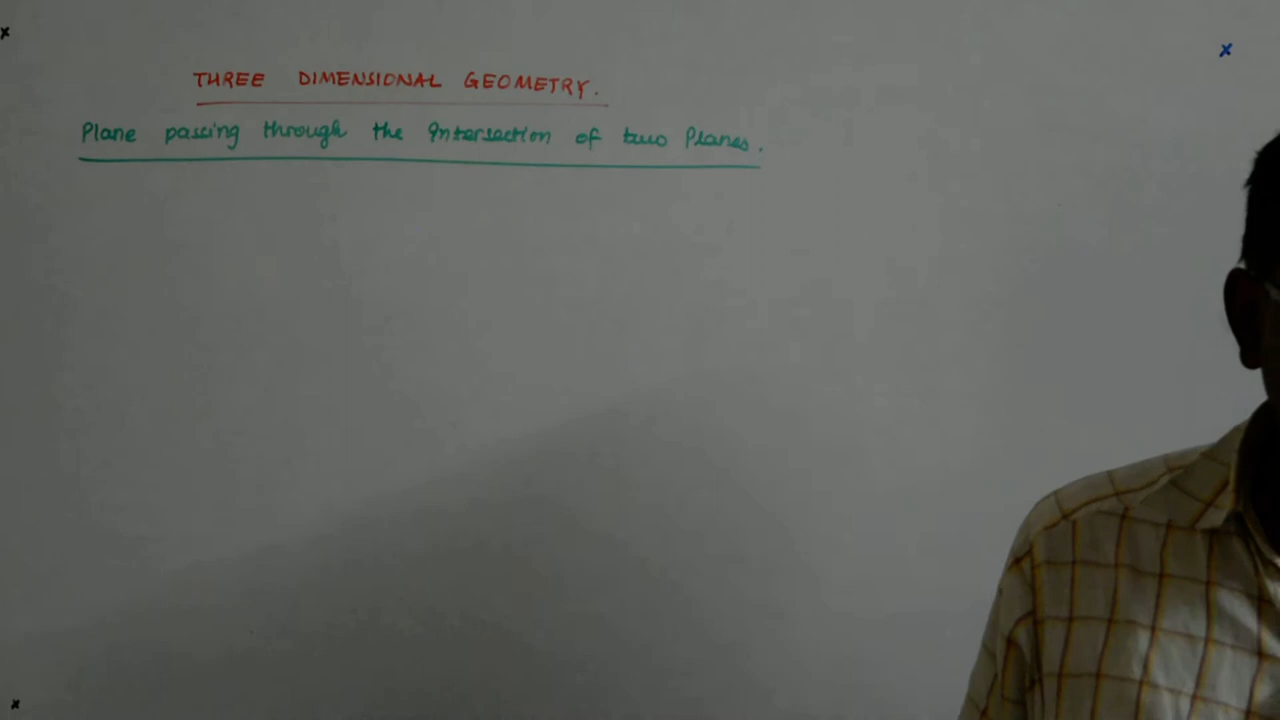 THREE DIMENSIONAL GEOMETRY.
Plane passing through the Intersection of two Planes.